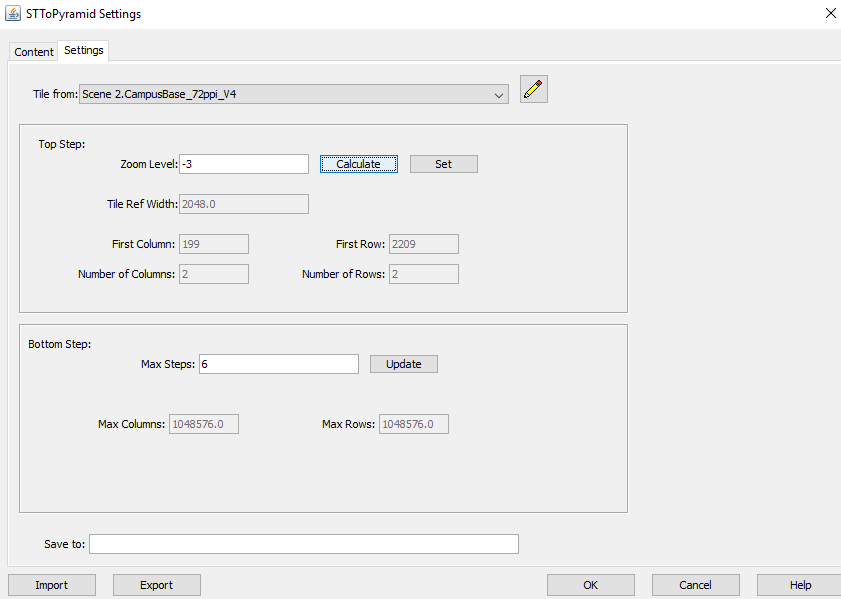 STToPyramid Settings
Content Settings
Tile from: Scene 2.CampusBase_72ppi_V4
Top Step:
Zoom Level: -3 Calculate Set
Tile Ref Width: 2048.0
First Column: 199 First Row: 2209
Number of Columns: 2 Number of Rows: 2
Bottom Step:
Max Steps: 6 Update
Max Columns: 1048576.0 Max Rows: 1048576.0
Save to:
Import Export OK Cancel Help